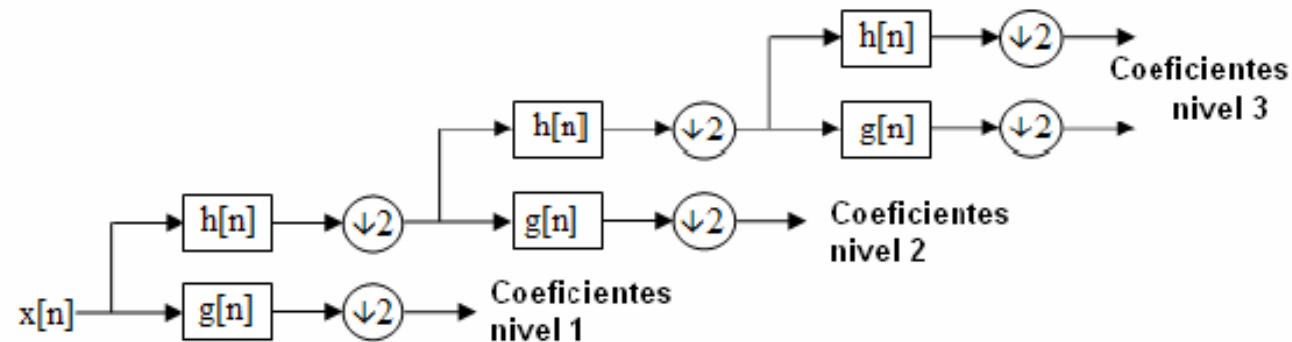 h[n] ↓2
Coeficientes
nivel 3
h[n] ↓2 g[n] ↓2
h[n] ↓2 g[n] ↓2 Coeficientes
nivel 2
x[n] g[n] ↓2 Coeficientes
nivel 1